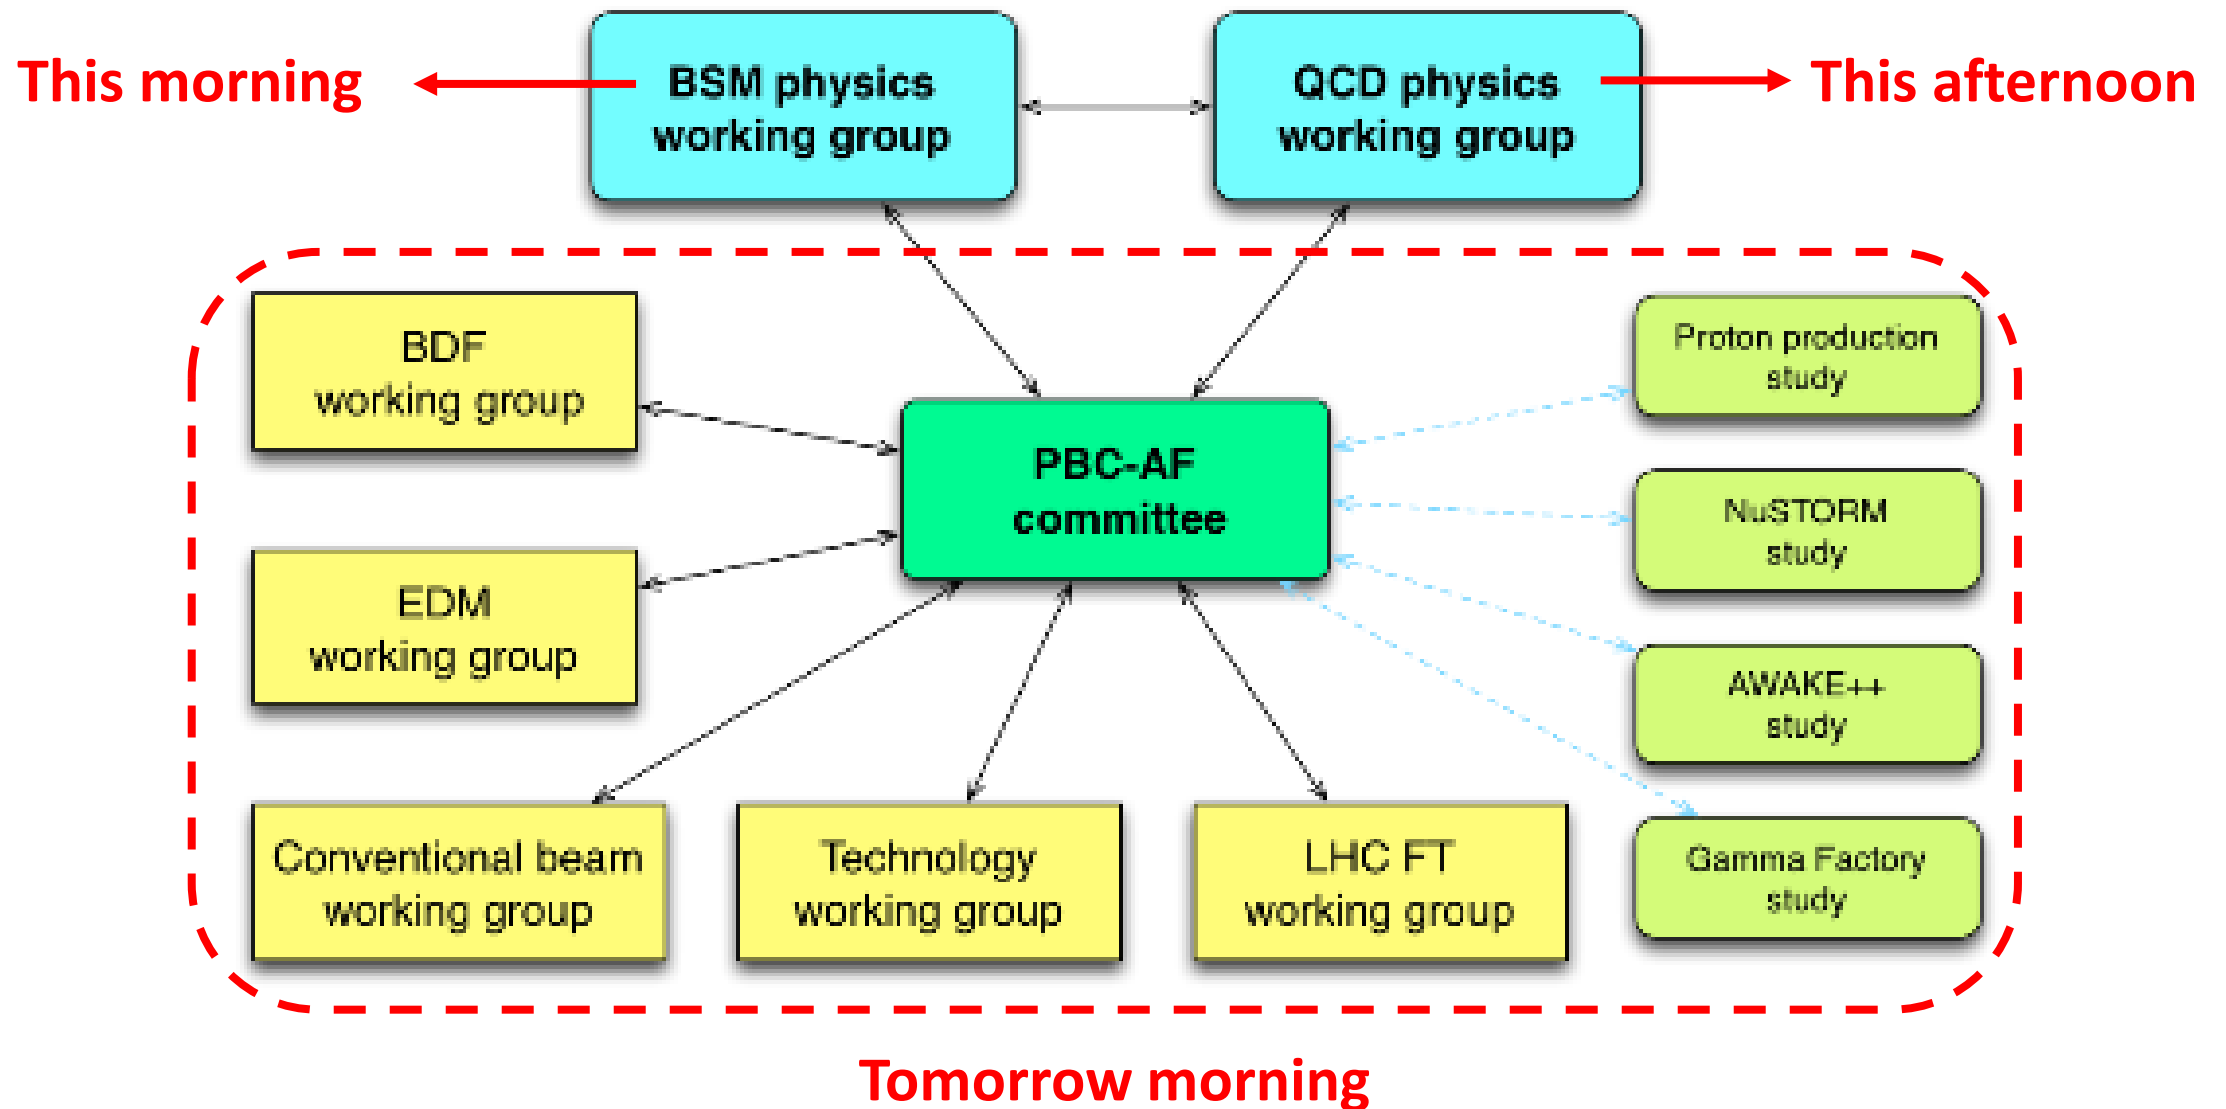 This morning
BSM physics
working group
QCD physics
working group
This afternoon
BDF
working group
Proton production
study
PBC-AF
committee
NuSTORM
study
EDM
working group
AWAKE++
study
Conventional beam
working group
Technology
working group
LHC FT
working group
Gamma Factory
study
Tomorrow morning